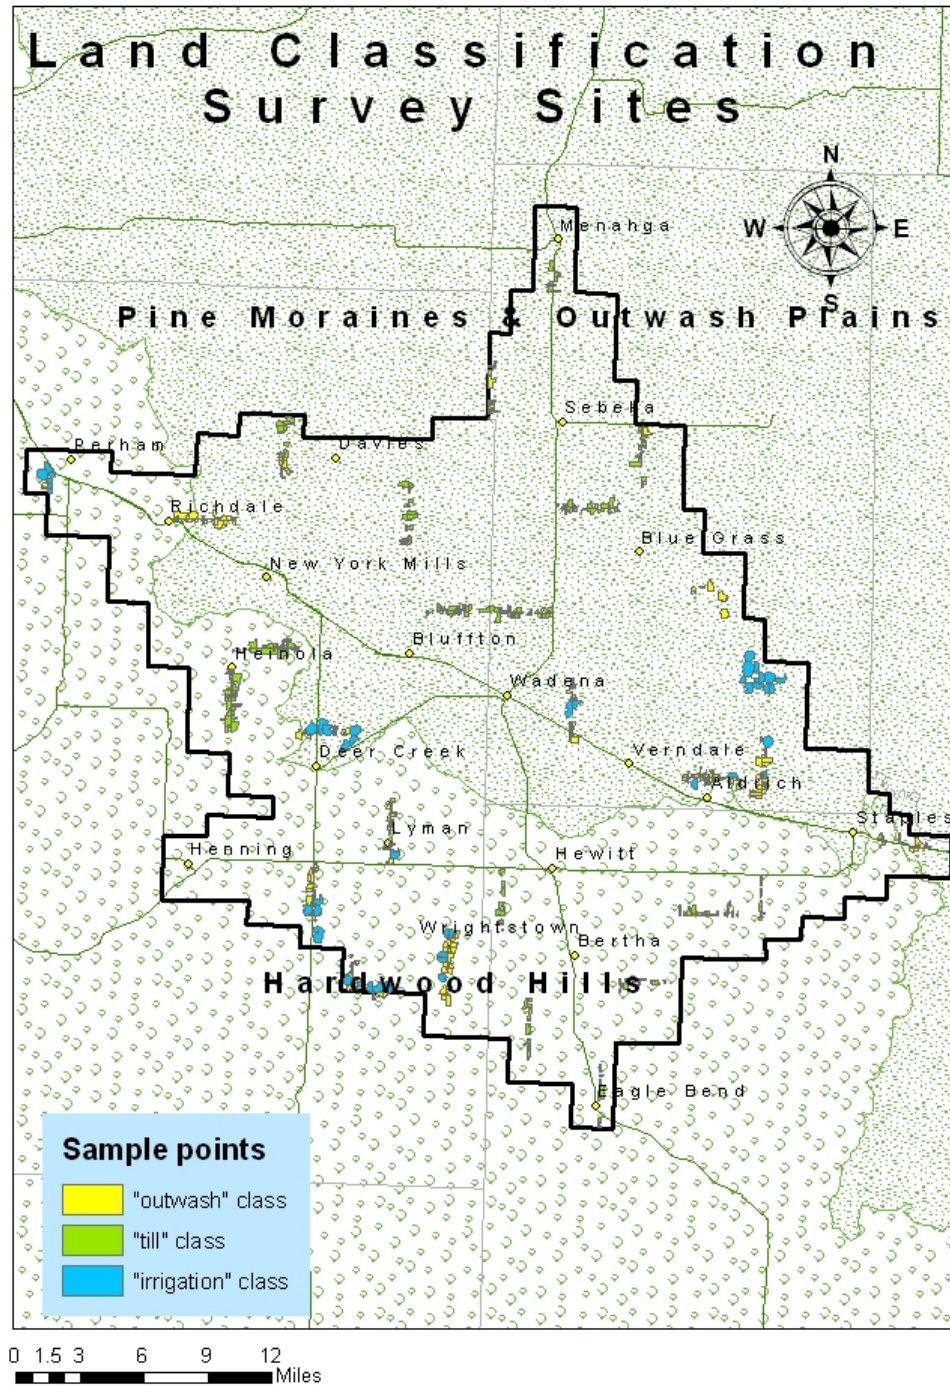 Land Classification
Survey Sites
N
W E
S
Menahga
Pine Moraines & Outwash Plains
Sebeka
Perham
Davies
Richdale
Blue Grass
New York Mills
Bluffton
Heinola
Wadena
Deer Creek
Verndale
Aldrich
Staples
Lyman
Henning
Hewitt
Wrightstown
Bertha
Hardwood Hills
Eagle Bend
Sample points
"outwash" class
"till" class
"irrigation" class
0 1.5 3 6 9 12
Miles